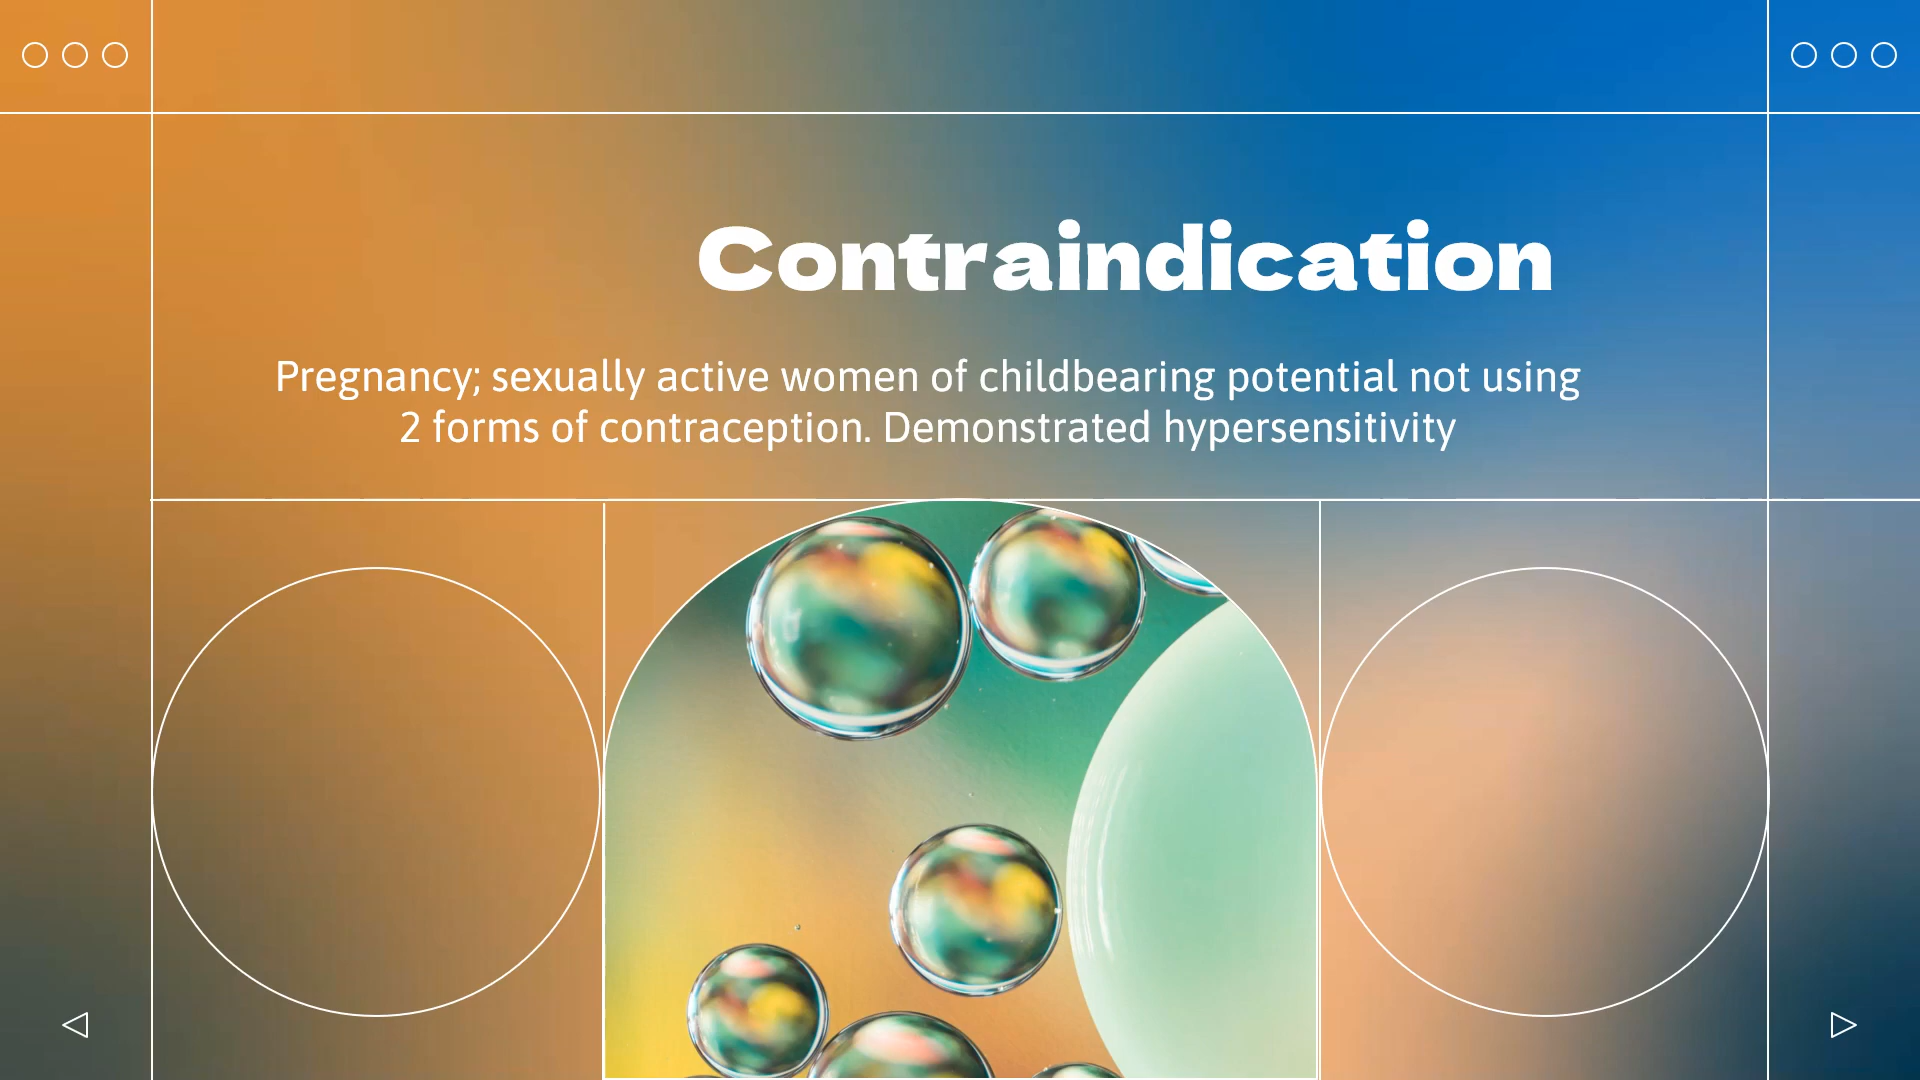 Contraindication
Pregnancy; sexually active women of childbearing potential not using
2 forms of contraception. Demonstrated hypersensitivity